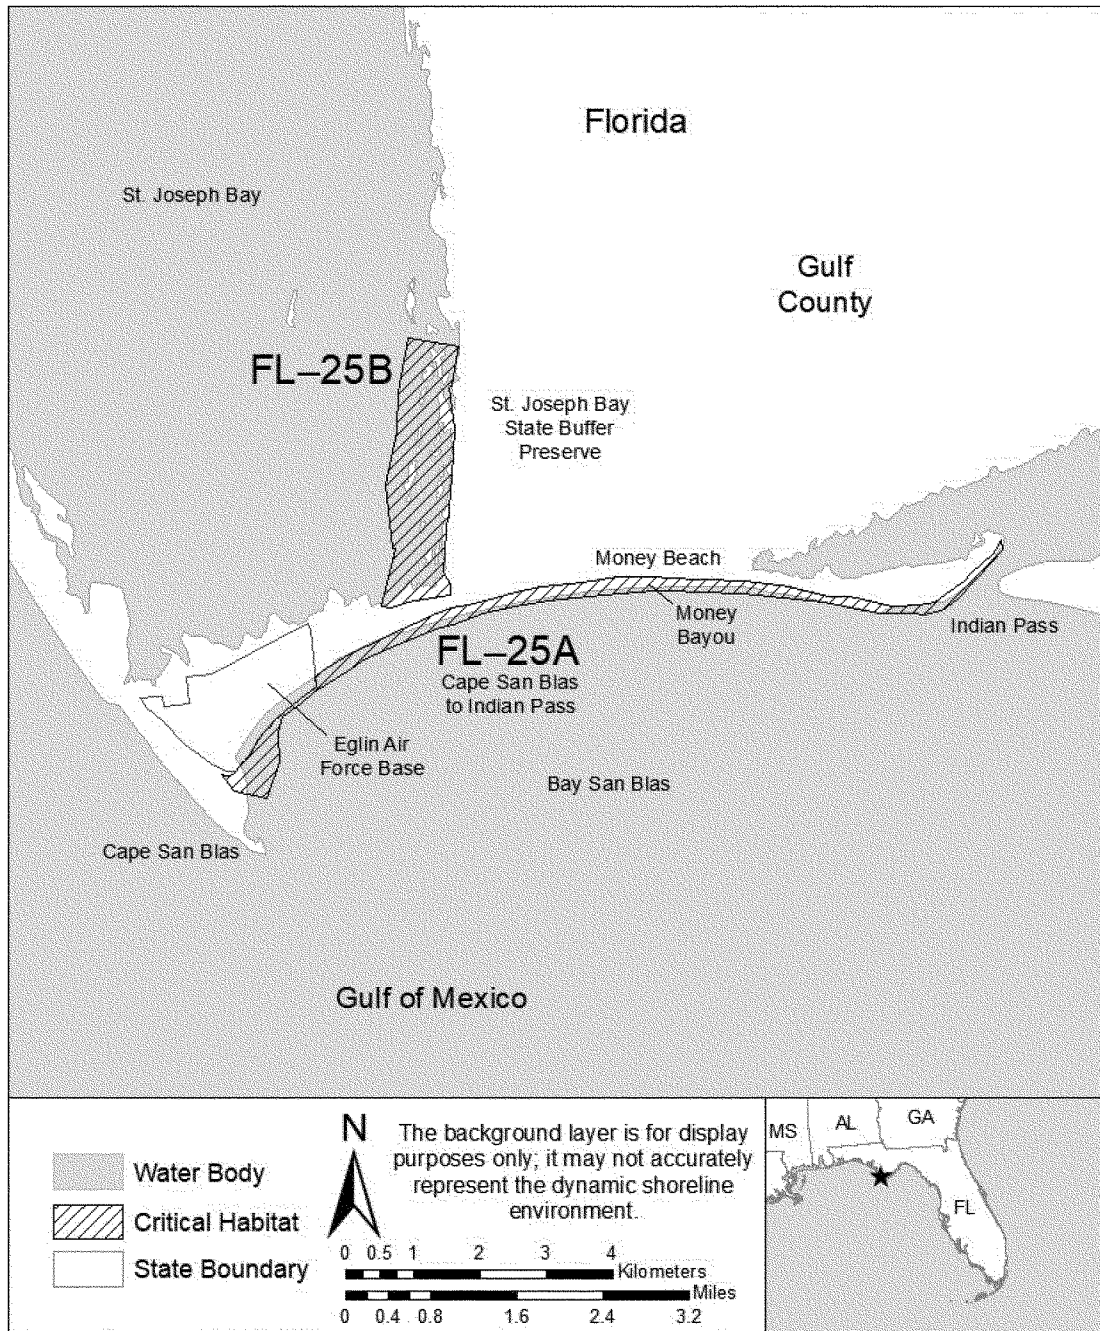 Florida
St. Joseph Bay
Gulf
County
FL–25B
St. Joseph Bay
State Buffer
Preserve
Money Beach
Money
Bayou
Indian Pass
FL–25A
Cape San Blas
to Indian Pass
Eglin Air
Force Base
Bay San Blas
Cape San Blas
Gulf of Mexico
Water Body
Critical Habitat
State Boundary
N
The background layer is for display
purposes only; it may not accurately
represent the dynamic shoreline
environment.
0 0.5 1 2 3 4
Kilometers
Miles
0 0.4 0.8 1.6 2.4 3.2
MS AL GA
FL